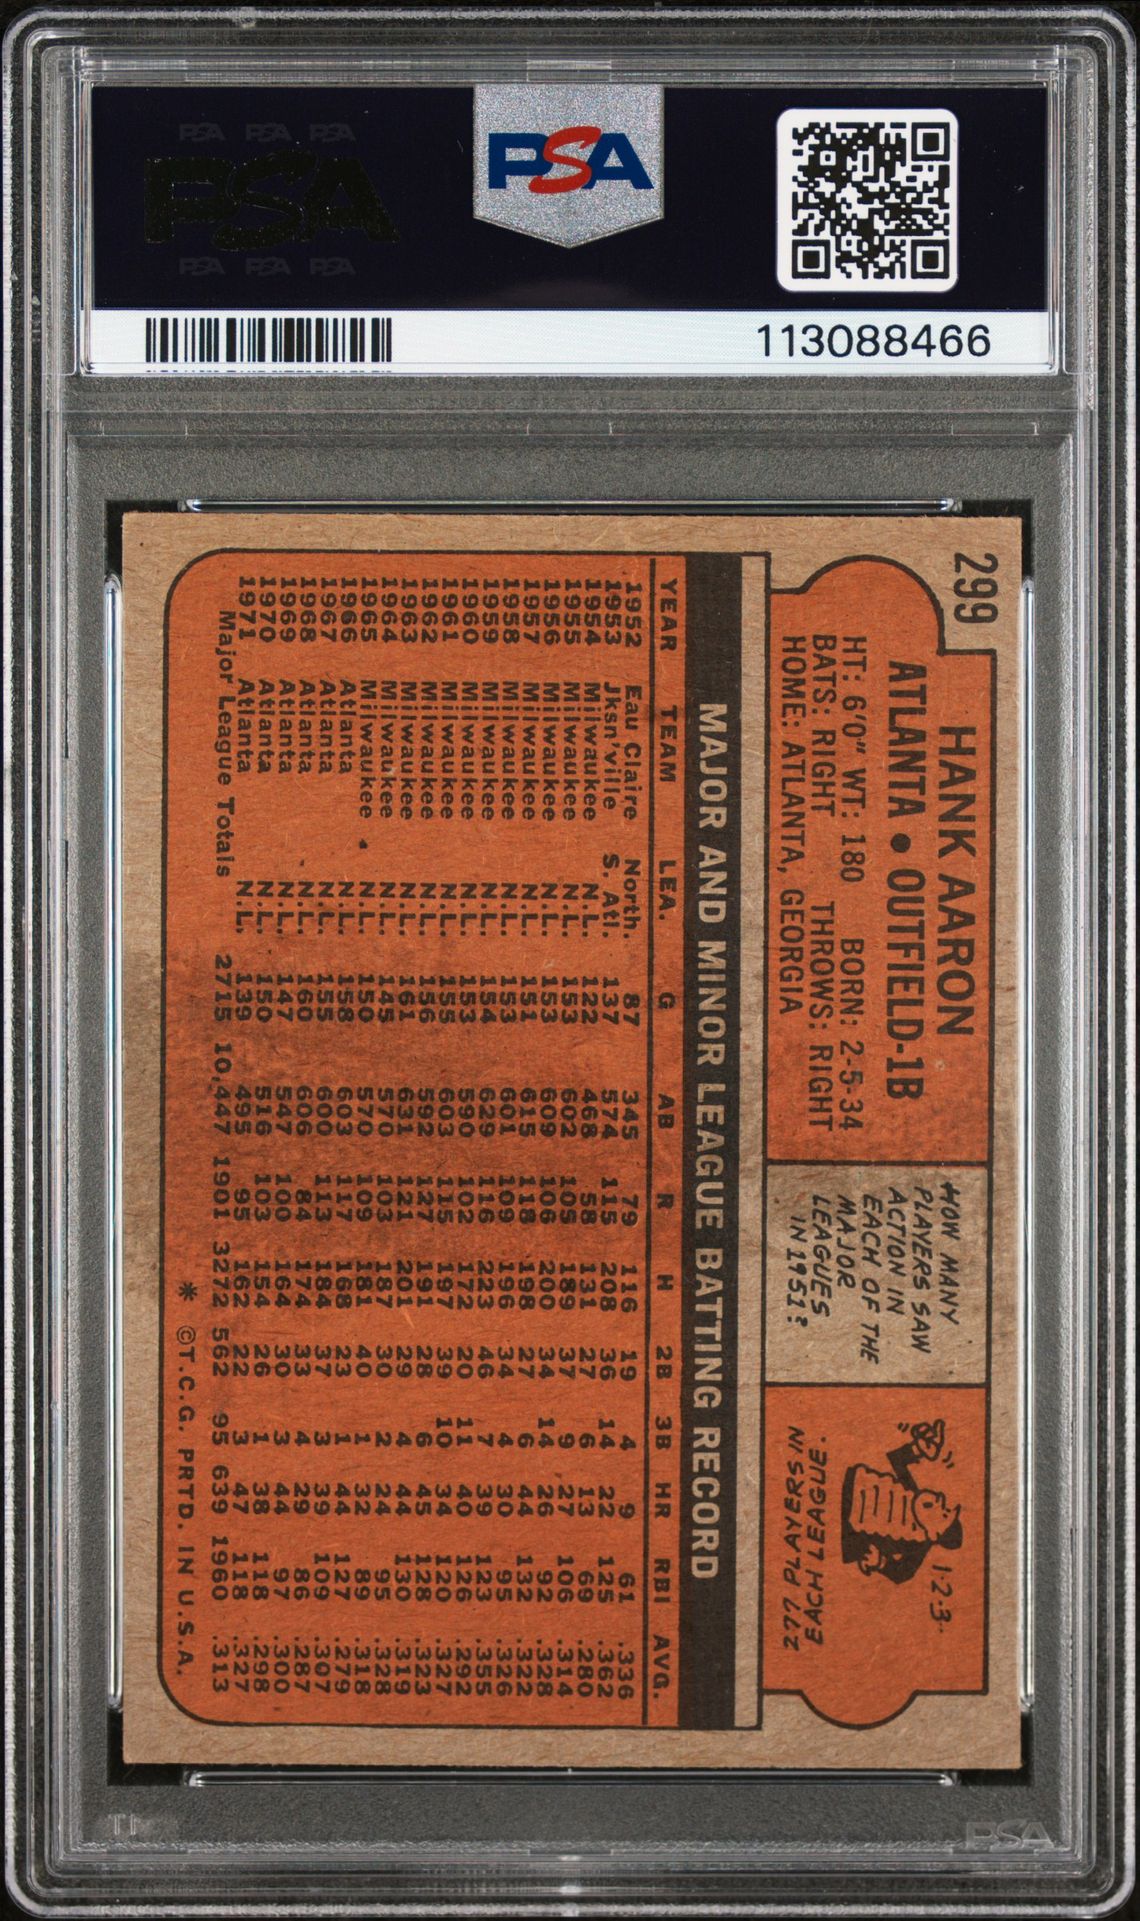 PSA PSA PSA
PSA
PSA PSA PSA
PSA
113088466
299
HANK AARON
ATLANTA ● OUTFIELD-1B
HT: 6'0" WT: 180 BORN: 2-5-34
BATS: RIGHT THROWS: RIGHT
HOME: ATLANTA, GEORGIA
HOW MANY
PLAYERS SAW
ACTION IN
EACH OF THE
MAJOR
LEAGUES
IN 1951?
1-2-3..
277 PLAYERS IN
EACH LEAGUE.
MAJOR AND MINOR LEAGUE BATTING RECORD
YEAR TEAM LEA. G AB R H 2B 3B HR RBI AVG.
1952 Eau Claire North. 87 345 79 116 19 4 9 61 .336
1953 Jksn'ville S. Atl. 137 574 115 208 36 14 22 125 .362
1954 Milwaukee N.L. 122 468 58 131 27 6 13 69 .280
1955 Milwaukee N.L. 153 602 105 189 37 9 27 106 .314
1956 Milwaukee N.L. 153 609 106 200 34 14 26 92 .328
1957 Milwaukee N.L. 151 615 118 198 27 6 44 132 .322
1958 Milwaukee N.L. 153 601 109 196 34 4 30 95 .326
1959 Milwaukee N.L. 154 629 116 223 46 7 39 123 .355
1960 Milwaukee N.L. 153 590 102 172 20 11 40 126 .292
1961 Milwaukee N.L. 155 603 115 197 39 10 34 120 .327
1962 Milwaukee N.L. 156 592 127 191 28 6 45 128 .323
1963 Milwaukee N.L. 161 631 121 201 29 4 44 130 .319
1964 Milwaukee N.L. 145 570 103 187 30 2 24 95 .328
1965 Milwaukee N.L. 150 570 109 181 40 1 32 89 .318
1966 Atlanta N.L. 158 603 117 168 23 1 44 127 .279
1967 Atlanta N.L. 155 600 113 184 37 3 39 109 .307
1968 Atlanta N.L. 160 606 84 174 33 4 29 86 .287
1969 Atlanta N.L. 147 547 100 164 30 3 44 97 .300
1970 Atlanta N.L. 150 516 103 154 26 1 38 118 .298
1971 Atlanta N.L. 139 495 95 162 22 3 47 118 .327
Major League Totals 2715 10,447 1901 3272 562 95 639 1960 .313
* ©T.C.G. PRTD. IN U.S.A.
PSA